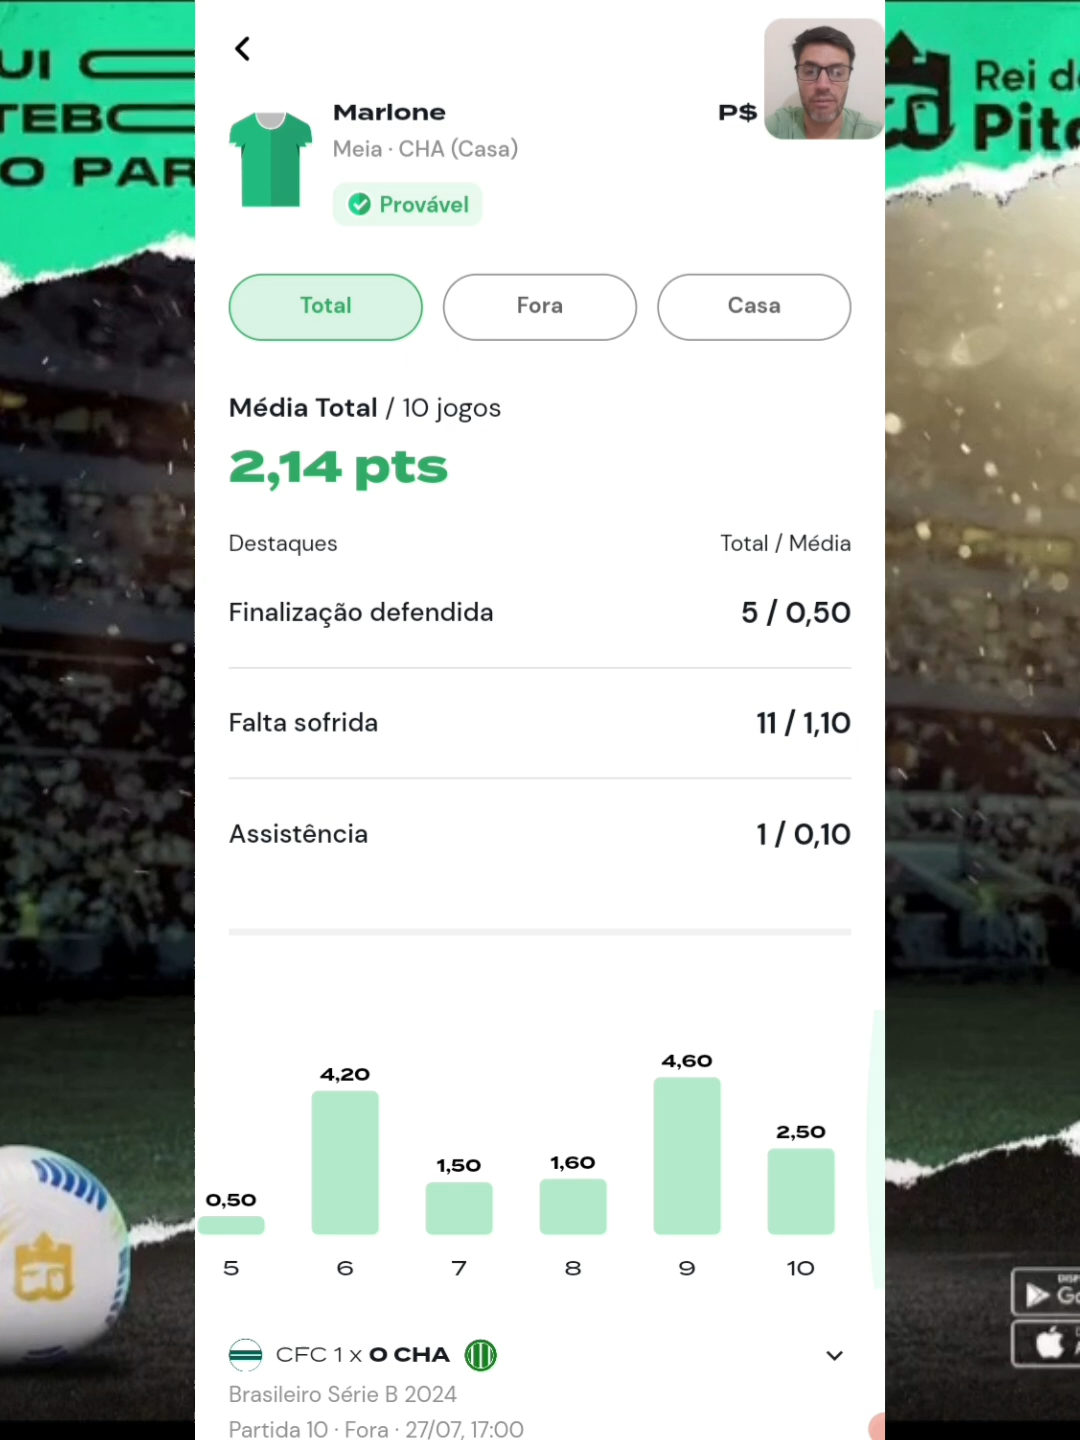 Marlone
P$
Meia · CHA (Casa)
Provável
Total
Fora
Casa
Média Total / 10 jogos
2,14 pts
Destaques
Total / Média
Finalização defendida
5 / 0,50
Falta sofrida
11 / 1,10
Assistência
1 / 0,10
0,50
4,20
1,50
1,60
4,60
2,50
5
6
7
8
9
10
CFC 1 x 0 CHA
Brasileiro Série B 2024
Partida 10 · Fora · 27/07, 17:00
UI
TEBO
O PAR
Rei d
Pit